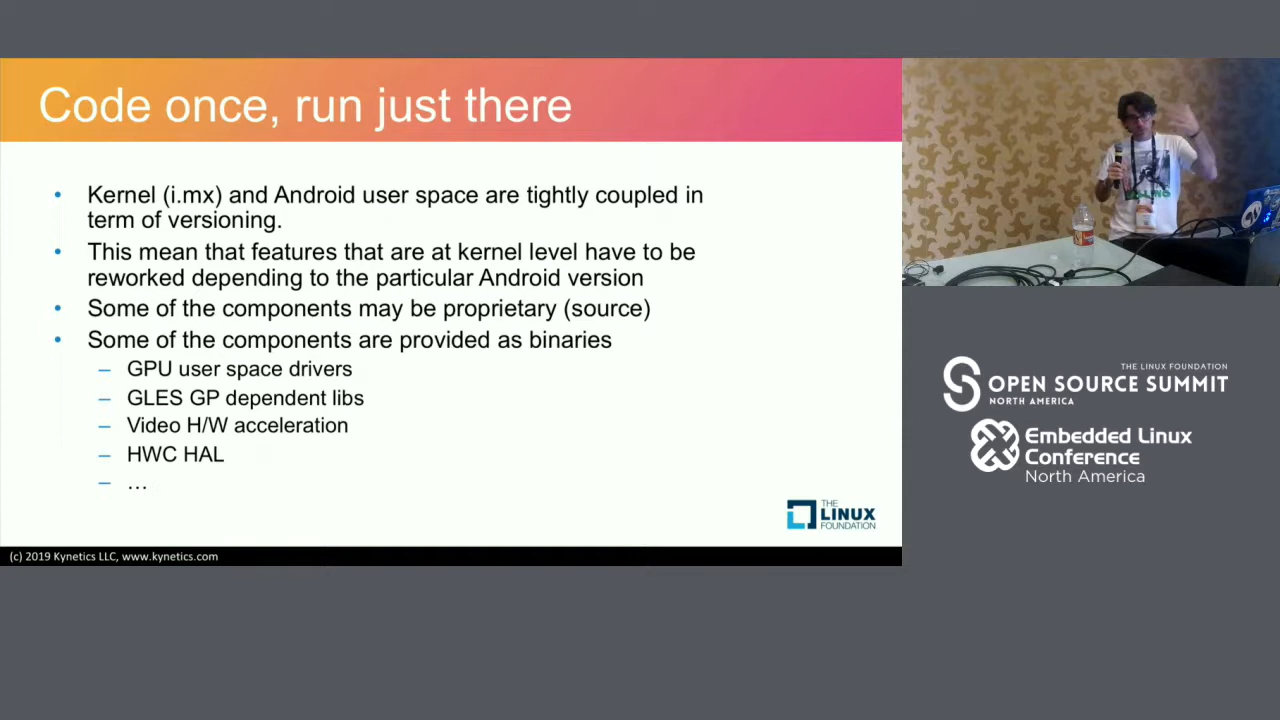 Code once, run just there
• Kernel (i.mx) and Android user space are tightly coupled in
term of versioning.
• This mean that features that are at kernel level have to be
reworked depending to the particular Android version
• Some of the components may be proprietary (source)
• Some of the components are provided as binaries
– GPU user space drivers
– GLES GP dependent libs
– Video H/W acceleration
– HWC HAL
– …
THE
LINUX
FOUNDATION
(c) 2019 Kynetics LLC, www.kynetics.com
THE LINUX FOUNDATION
OPEN SOURCE SUMMIT
NORTH AMERICA
Embedded Linux
Conference
North America